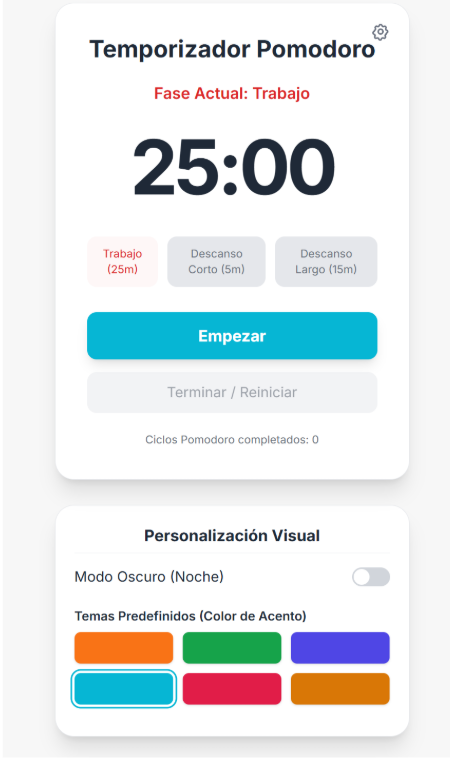 Temporizador Pomodoro
Fase Actual: Trabajo
25:00
Trabajo
(25m)
Descanso
Corto (5m)
Descanso
Largo (15m)
Empezar
Terminar / Reiniciar
Ciclos Pomodoro completados: 0
Personalización Visual
Modo Oscuro (Noche)
Temas Predefinidos (Color de Acento)